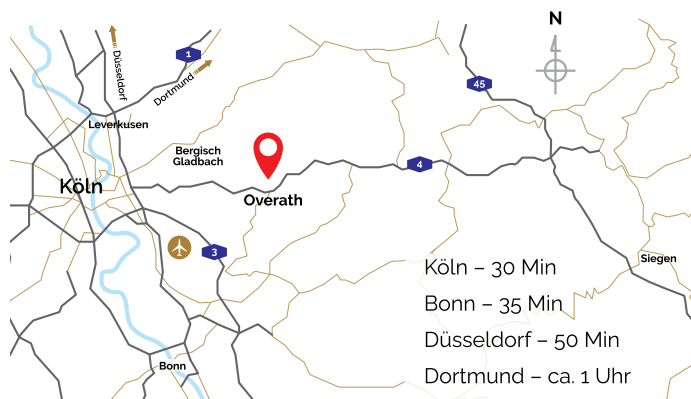 N
1
Düsseldorf
Dortmund
45
Leverkusen
Bergisch
Gladbach
4
Köln
Overath
3
Siegen
Köln – 30 Min
Bonn – 35 Min
Düsseldorf – 50 Min
Bonn
Dortmund – ca. 1 Uhr